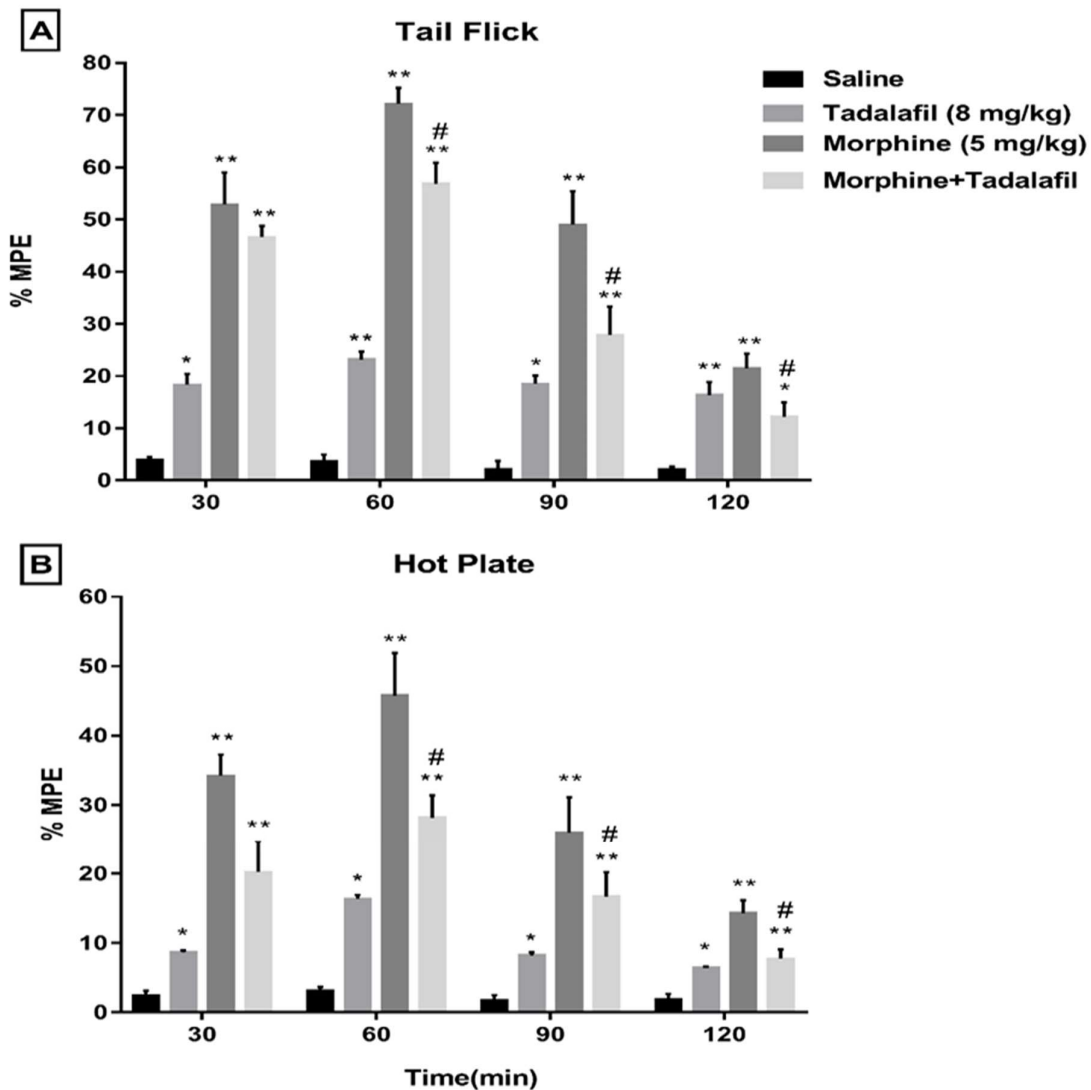 A
Tail Flick
80
70
60
50
40
30
20
10
0
% MPE
** ** * ** ** # ** * ** # ** ** ** # *
30 60 90 120
Saline
Tadalafil (8 mg/kg)
Morphine (5 mg/kg)
Morphine+Tadalafil
B
Hot Plate
60
50
40
30
20
10
0
% MPE
* ** ** * ** # ** * ** # ** * ** # **
30 60 90 120
Time(min)